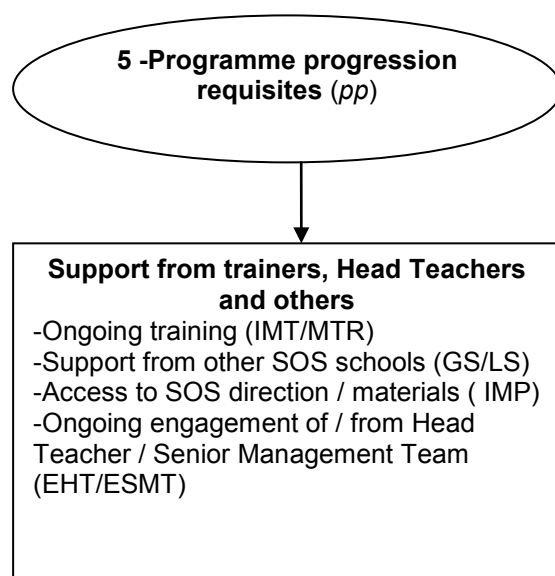 5 -Programme progression
requisites (pp)
Support from trainers, Head Teachers
and others
-Ongoing training (IMT/MTR)
-Support from other SOS schools (GS/LS)
-Access to SOS direction / materials ( IMP)
-Ongoing engagement of / from Head
Teacher / Senior Management Team
(EHT/ESMT)